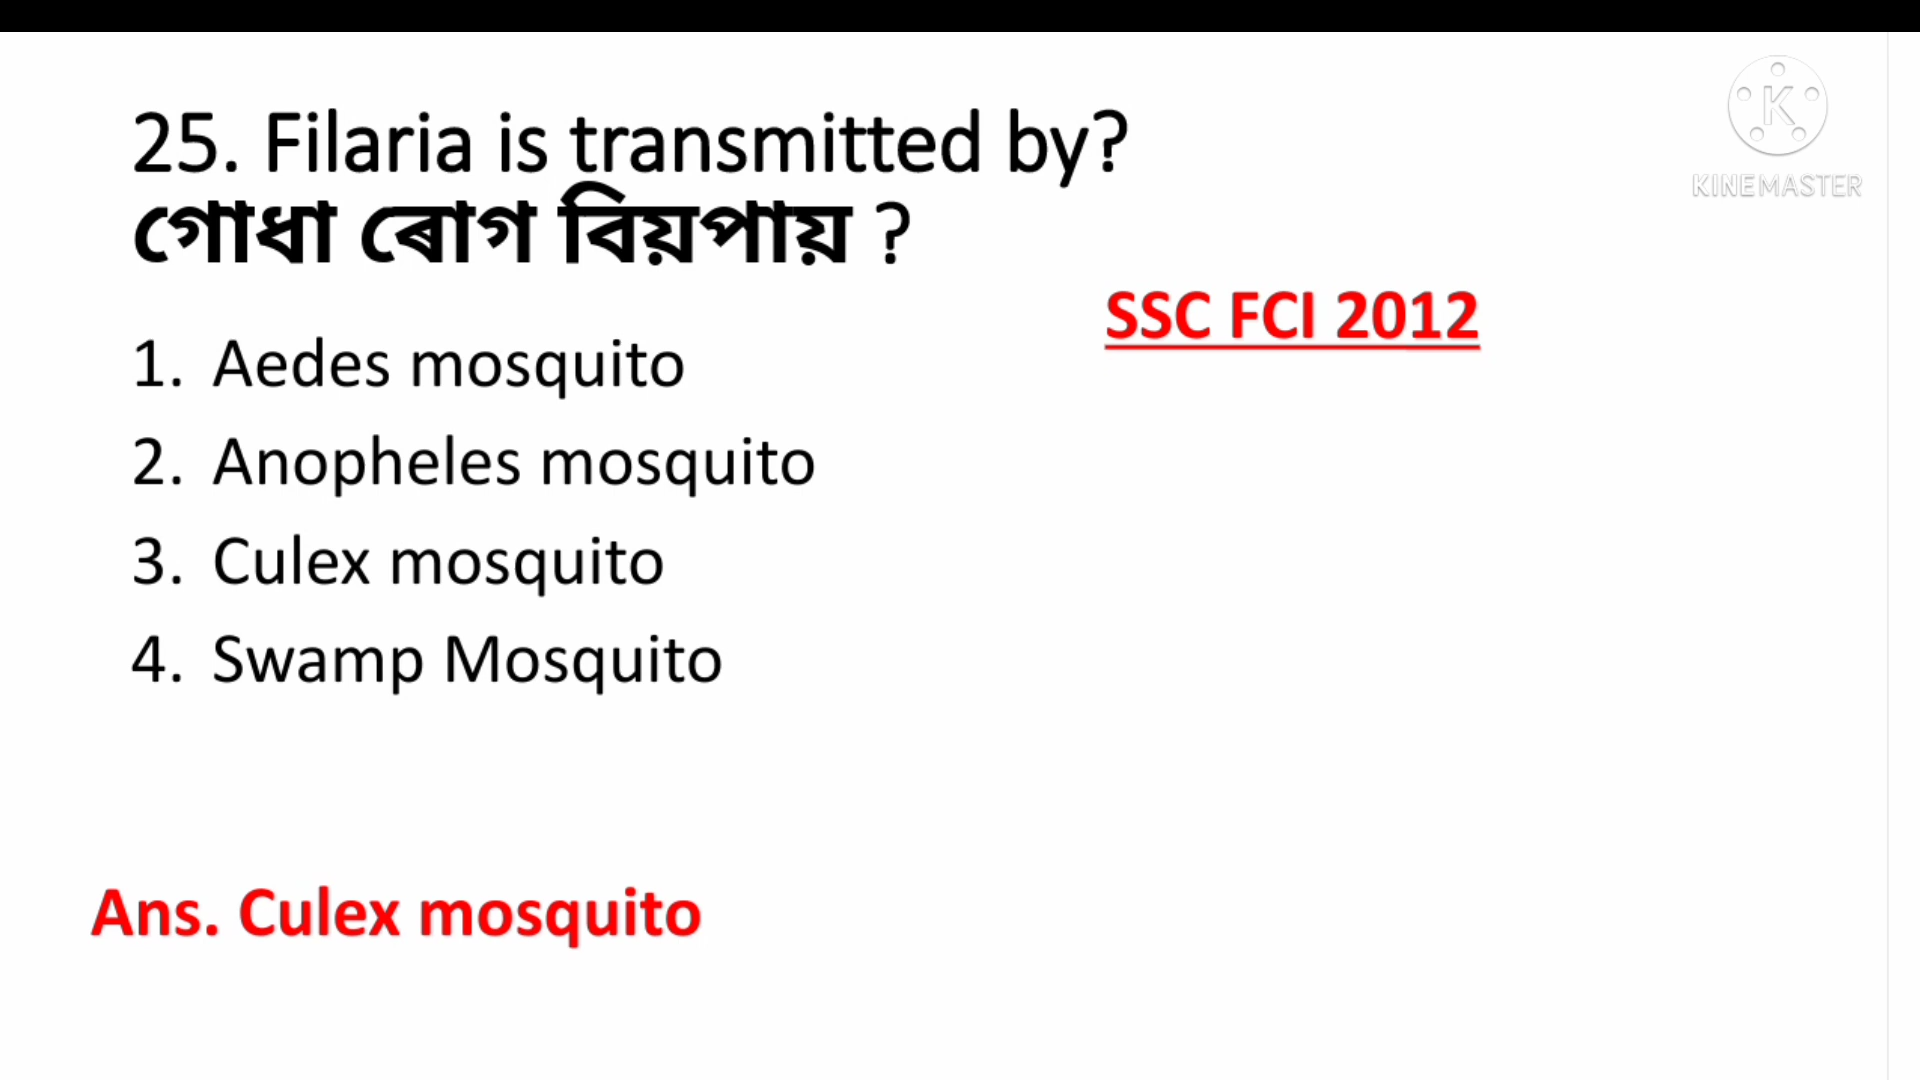 25. Filaria is transmitted by?
গোধা ৰোগ বিয়পায় ?
SSC FCI 2012
1. Aedes mosquito
2. Anopheles mosquito
3. Culex mosquito
4. Swamp Mosquito
Ans. Culex mosquito
K
KINEMASTER